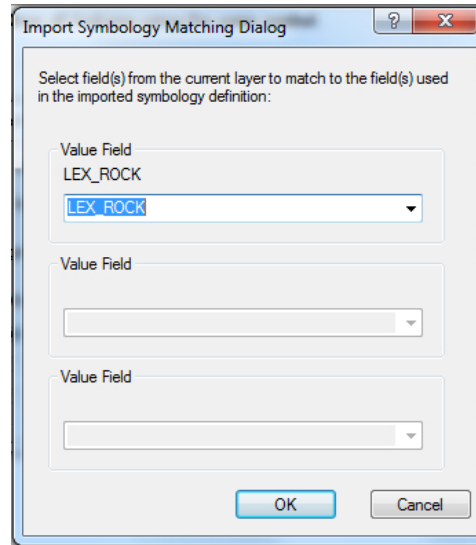 Import Symbology Matching Dialog
Select field(s) from the current layer to match to the field(s) used
in the imported symbology definition:
Value Field
LEX_ROCK
LEX_ROCK
Value Field
Value Field
OK
Cancel